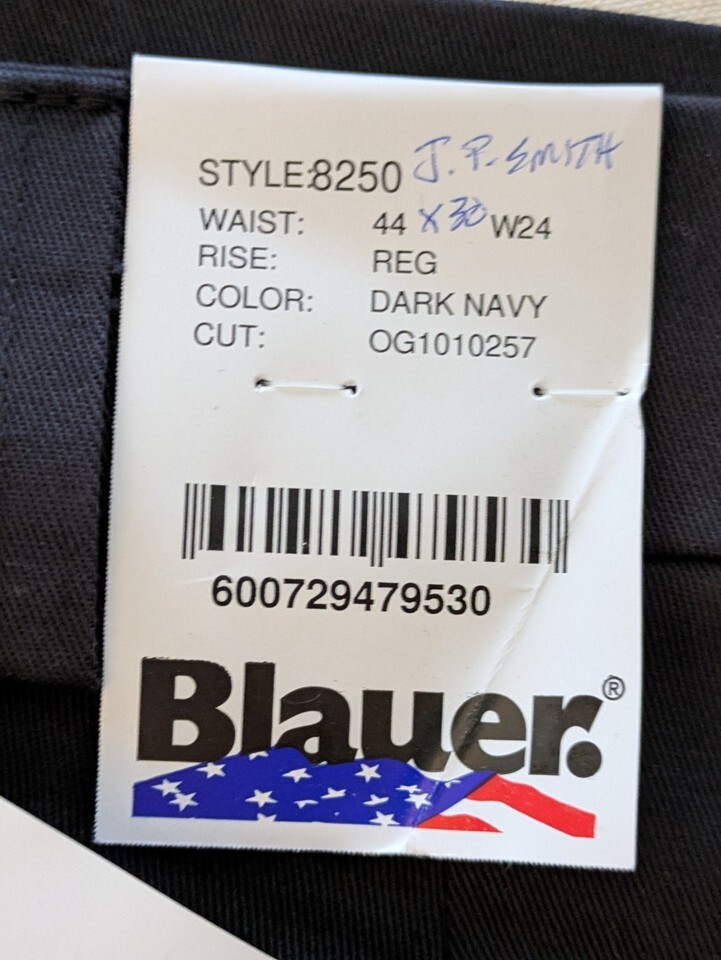 STYLE:8250 J. P. SMITH
WAIST: 44 x 30 W24
RISE: REG
COLOR: DARK NAVY
CUT: OG1010257
600729479530
Blauer.®